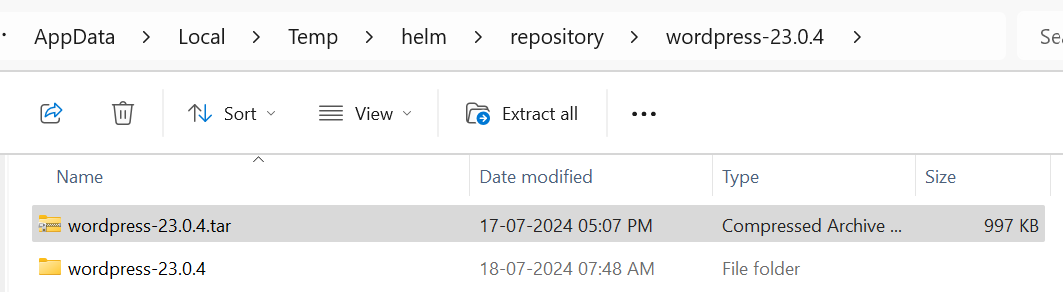 AppData > Local > Temp > helm > repository > wordpress-23.0.4 >
Sort View Extract all
Name Date modified Type Size
wordpress-23.0.4.tar 17-07-2024 05:07 PM Compressed Archive ... 997 KB
wordpress-23.0.4 18-07-2024 07:48 AM File folder